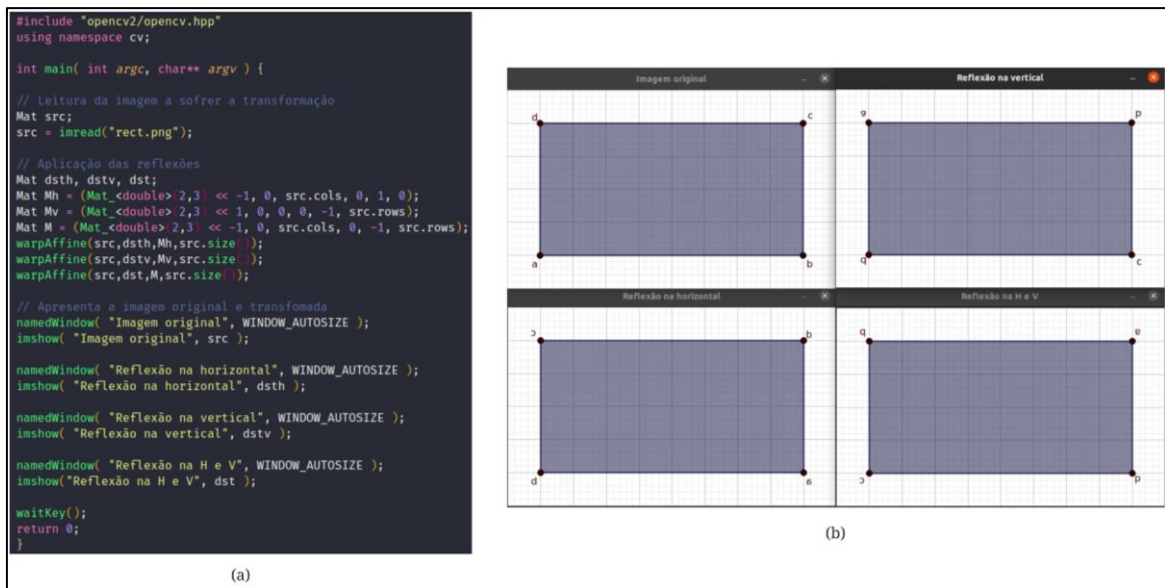 #include "opencv2/opencv.hpp"
using namespace cv;
int main( int argc, char** argv ) {
// Leitura da imagem a sofrer a transformação
Mat src;
src = imread("rect.png");
// Aplicação das reflexões
Mat dsth, dstv, dst;
Mat Mh = (Mat_<double>(2,3) << -1, 0, src.cols, 0, 1, 0);
Mat Mv = (Mat_<double>(2,3) << 1, 0, 0, 0, -1, src.rows);
Mat M = (Mat_<double>(2,3) << -1, 0, src.cols, 0, -1, src.rows);
warpAffine(src,dsth,Mh,src.size());
warpAffine(src,dstv,Mv,src.size());
warpAffine(src,dst,M,src.size());
// Apresenta a imagem original e transfomada
namedWindow( "Imagem original", WINDOW_AUTOSIZE );
imshow( "Imagem original", src );
namedWindow( "Reflexão na horizontal", WINDOW_AUTOSIZE );
imshow( "Reflexão na horizontal", dsth );
namedWindow( "Reflexão na vertical", WINDOW_AUTOSIZE );
imshow( "Reflexão na vertical", dstv );
namedWindow( "Reflexão na H e V", WINDOW_AUTOSIZE );
imshow("Reflexão na H e V", dst );
waitKey();
return 0;
}
(a)
Imagem original
d c
a b
Reflexão na vertical
p
q c
Reflexão na horizontal
ɔ b
d
Reflexão na H e V
q ɐ
ɔ p
(b)